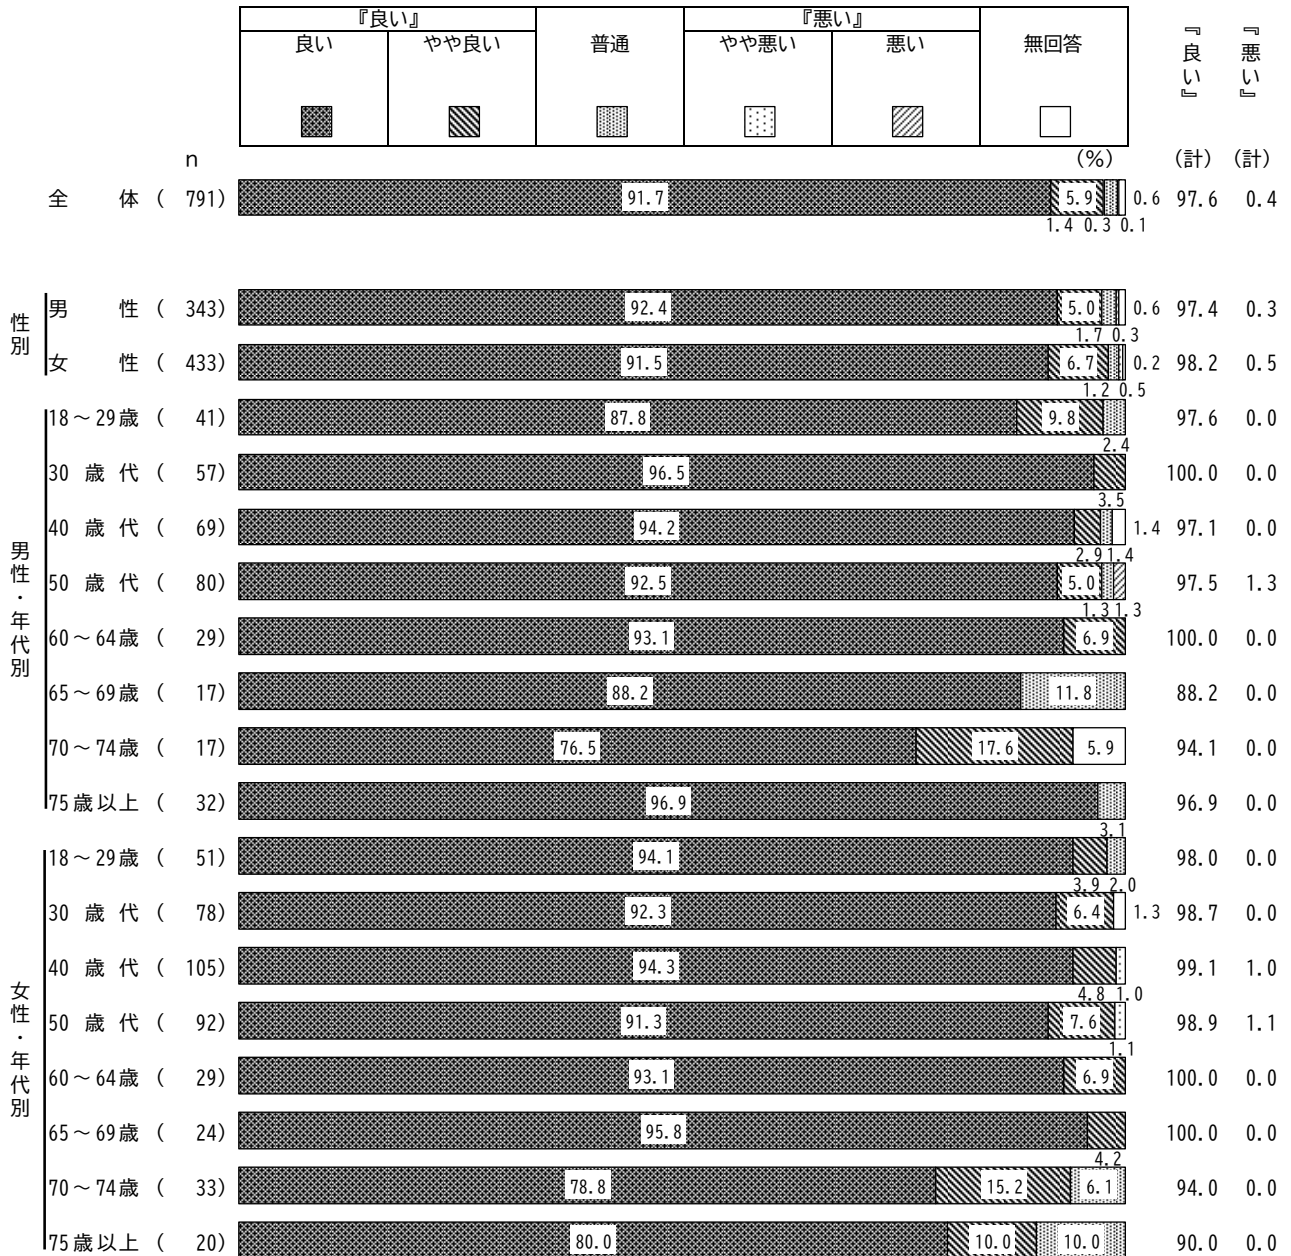 『良い』 『悪い』
良い やや良い 普通 やや悪い 悪い 無回答 『良い』 『悪い』
n (%) (計) (計)
全体 ( 791) 91.7 5.9 0.6 97.6 0.4
1.4 0.3 0.1
性別
男性 ( 343) 92.4 5.0 0.6 97.4 0.3
1.7 0.3
女性 ( 433) 91.5 6.7 0.2 98.2 0.5
1.2 0.5
男性・年代別
18～29歳 ( 41) 87.8 9.8 97.6 0.0
2.4
30歳代 ( 57) 96.5 100.0 0.0
3.5
40歳代 ( 69) 94.2 1.4 97.1 0.0
2.9 1.4
50歳代 ( 80) 92.5 5.0 97.5 1.3
1.3 1.3
60～64歳 ( 29) 93.1 6.9 100.0 0.0
65～69歳 ( 17) 88.2 11.8 88.2 0.0
70～74歳 ( 17) 76.5 17.6 5.9 94.1 0.0
75歳以上 ( 32) 96.9 96.9 0.0
3.1
女性・年代別
18～29歳 ( 51) 94.1 98.0 0.0
3.9 2.0
30歳代 ( 78) 92.3 6.4 1.3 98.7 0.0
40歳代 ( 105) 94.3 99.1 1.0
4.8 1.0
50歳代 ( 92) 91.3 7.6 98.9 1.1
1.1
60～64歳 ( 29) 93.1 6.9 100.0 0.0
65～69歳 ( 24) 95.8 100.0 0.0
4.2
70～74歳 ( 33) 78.8 15.2 6.1 94.0 0.0
75歳以上 ( 20) 80.0 10.0 10.0 90.0 0.0